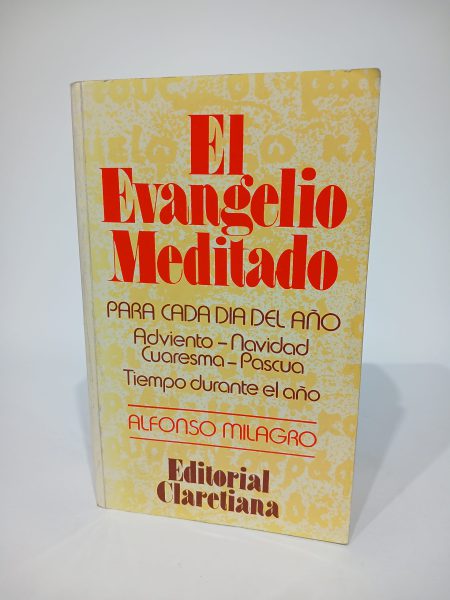 El
Evangelio
Meditado
PARA CADA DIA DEL AÑO
Adviento – Navidad
Cuaresma – Pascua
Tiempo durante el año
ALFONSO MILAGRO
Editorial
Claretiana